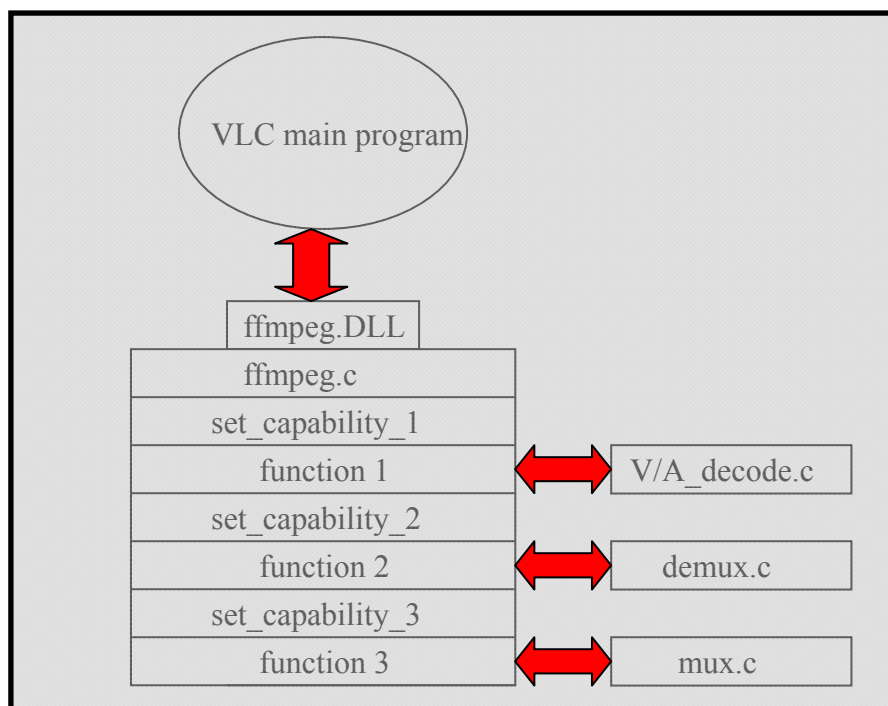 VLC main program
ffmpeg.DLL
ffmpeg.c
set_capability_1
function 1
V/A_decode.c
set_capability_2
function 2
demux.c
set_capability_3
function 3
mux.c